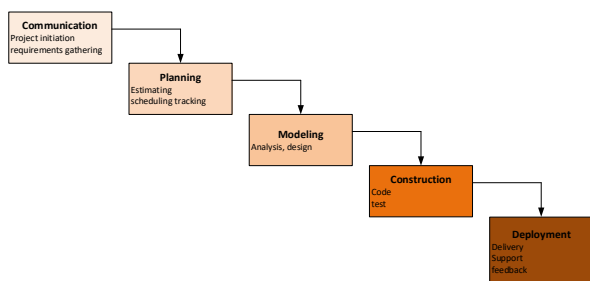 Communication
Project initiation
requirements gathering
Planning
Estimating
scheduling tracking
Modeling
Analysis, design
Construction
Code
test
Deployment
Delivery
Support
feedback